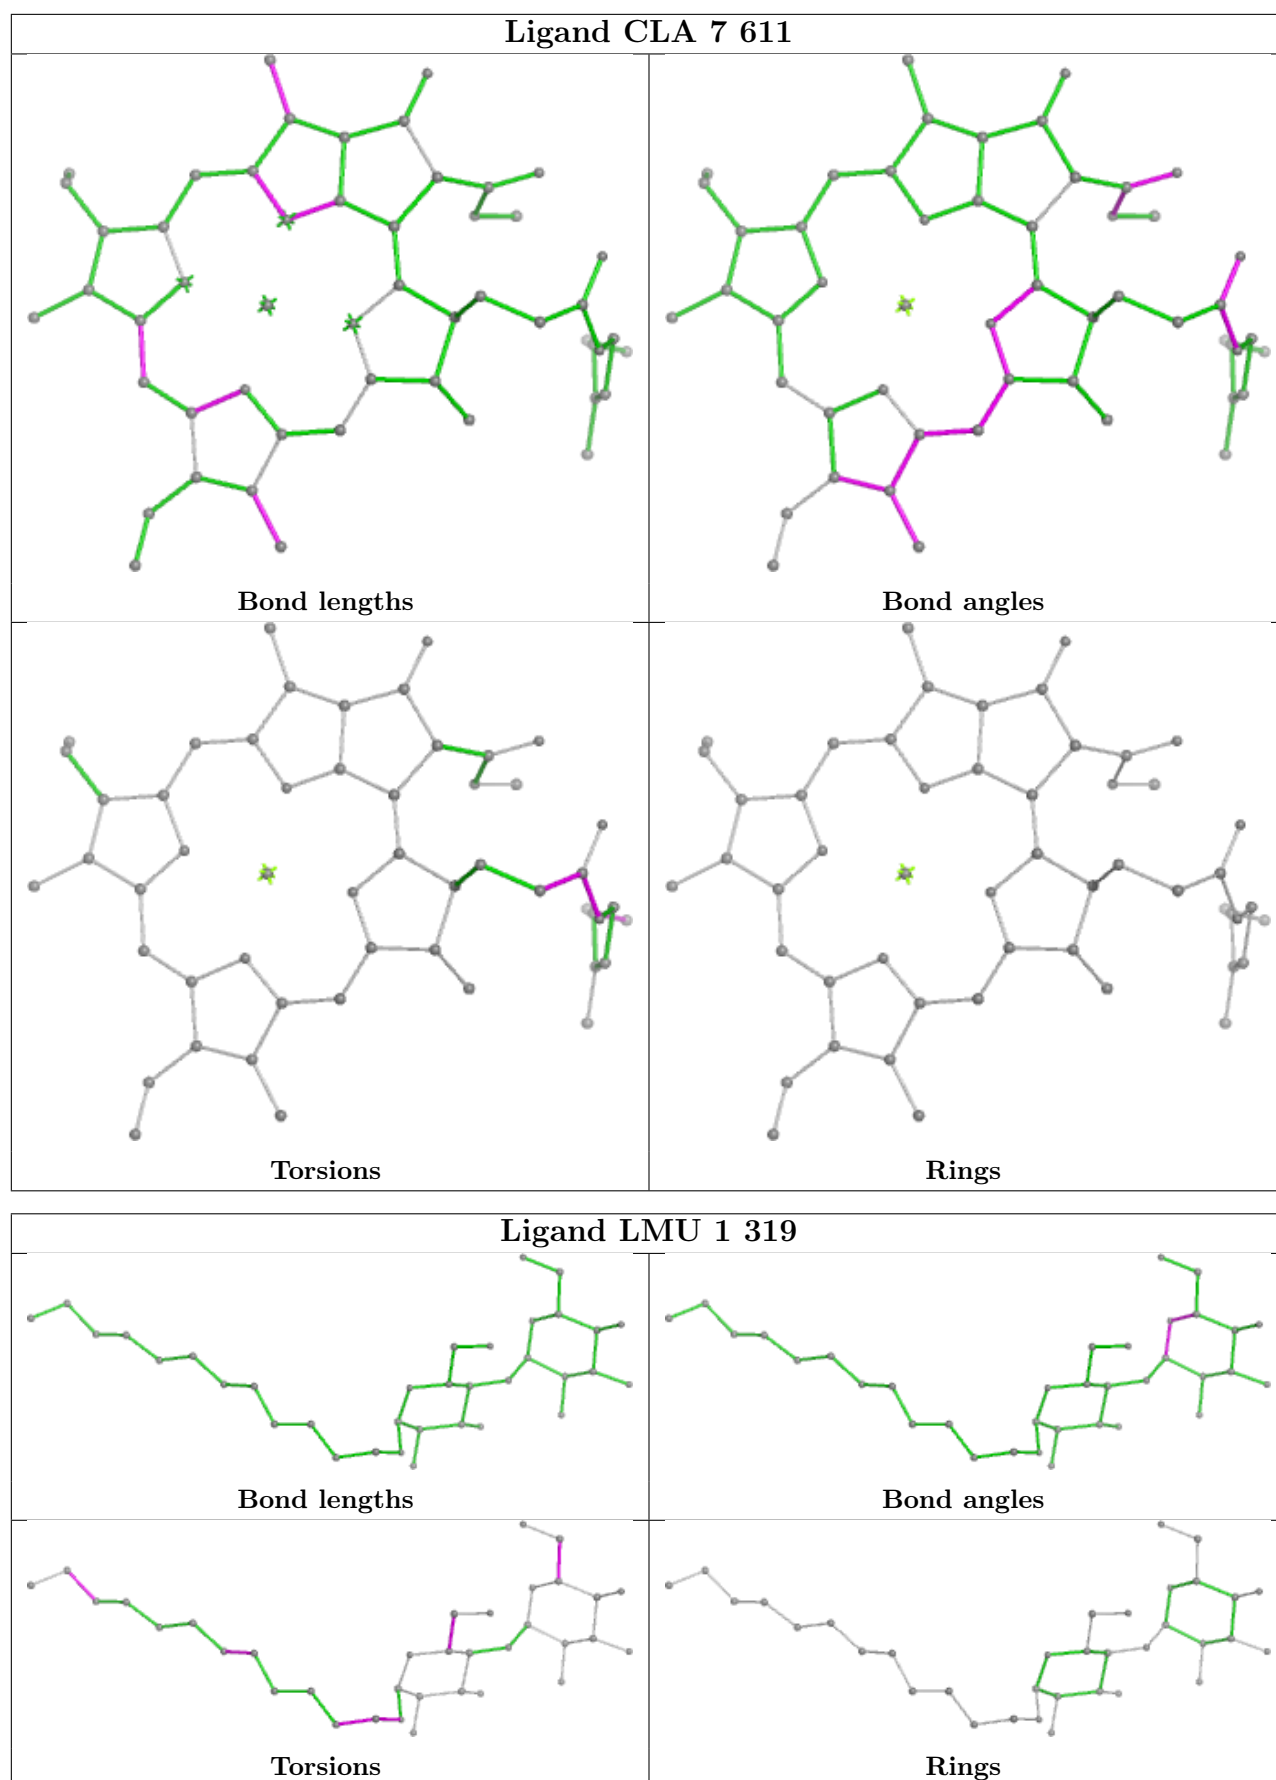 Ligand CLA 7 611
Bond lengths
Bond angles
Torsions
Rings
Ligand LMU 1 319
Bond lengths
Bond angles
Torsions
Rings